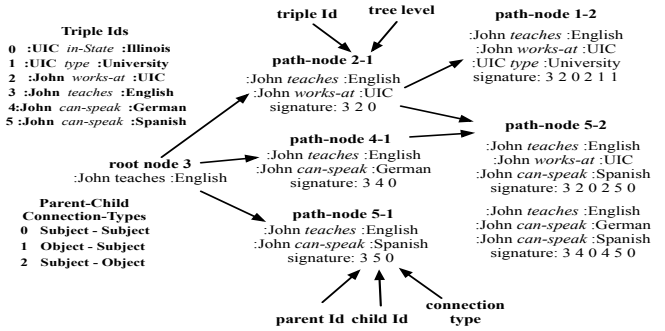 Triple Ids
0 :UIC in-State :Illinois
1 :UIC type :University
2 :John works-at :UIC
3 :John teaches :English
4:John can-speak :German
5 :John can-speak :Spanish
triple Id
tree level
path-node 2-1
:John teaches :English
:John works-at :UIC
signature: 3 2 0
path-node 1-2
:John teaches :English
:John works-at :UIC
:UIC type :University
signature: 3 2 0 2 1 1
root node 3
:John teaches :English
path-node 4-1
:John teaches :English
:John can-speak :German
signature: 3 4 0
path-node 5-2
:John teaches :English
:John works-at :UIC
:John can-speak :Spanish
signature: 3 2 0 2 5 0
:John teaches :English
:John can-speak :German
:John can-speak :Spanish
signature: 3 4 0 4 5 0
Parent-Child
Connection-Types
0 Subject - Subject
1 Object - Subject
2 Subject - Object
path-node 5-1
:John teaches :English
:John can-speak :Spanish
signature: 3 5 0
parent Id
child Id
connection
type